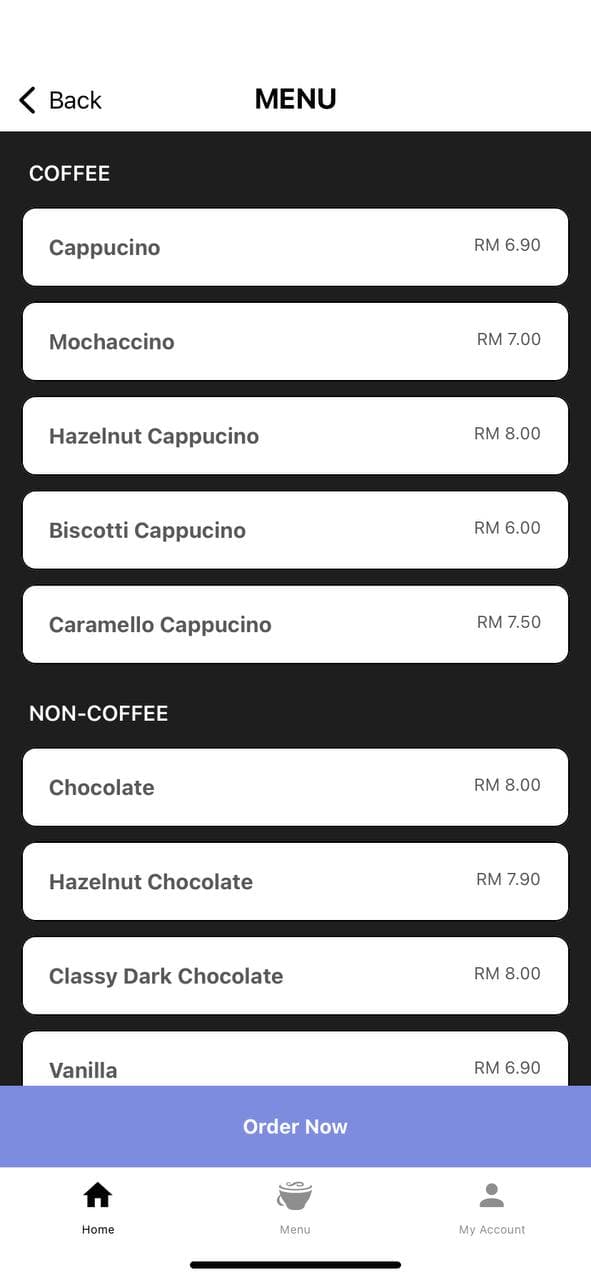 Back
MENU
COFFEE
Cappucino RM 6.90
Mochaccino RM 7.00
Hazelnut Cappucino RM 8.00
Biscotti Cappucino RM 6.00
Caramello Cappucino RM 7.50
NON-COFFEE
Chocolate RM 8.00
Hazelnut Chocolate RM 7.90
Classy Dark Chocolate RM 8.00
Vanilla RM 6.90
Order Now
Home
Menu
My Account